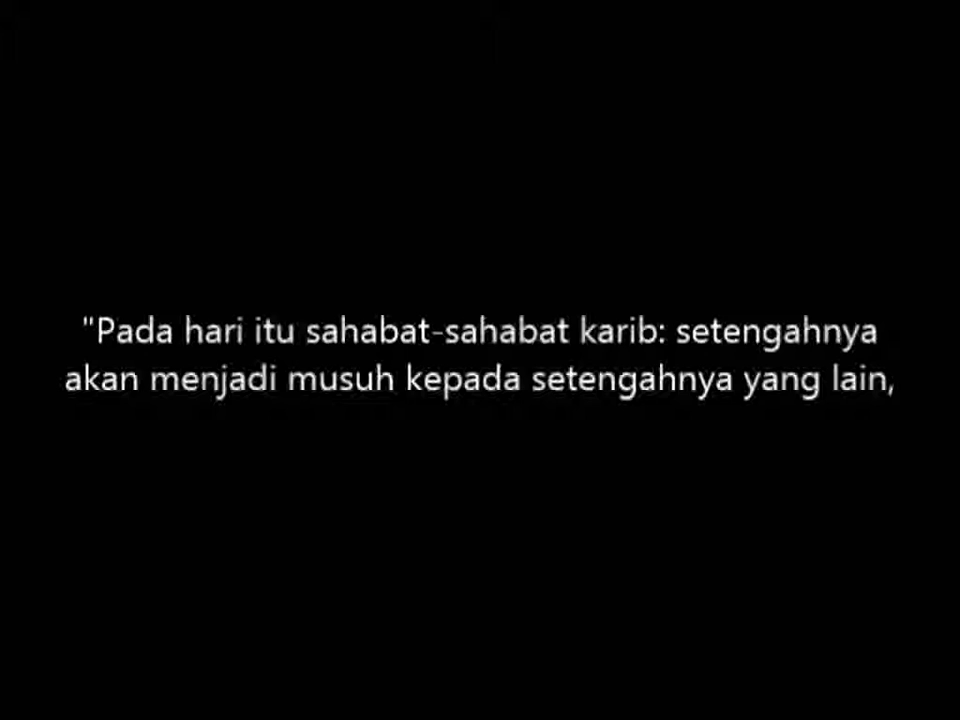 "Pada hari itu sahabat-sahabat karib: setengahnya
akan menjadi musuh kepada setengahnya yang lain,